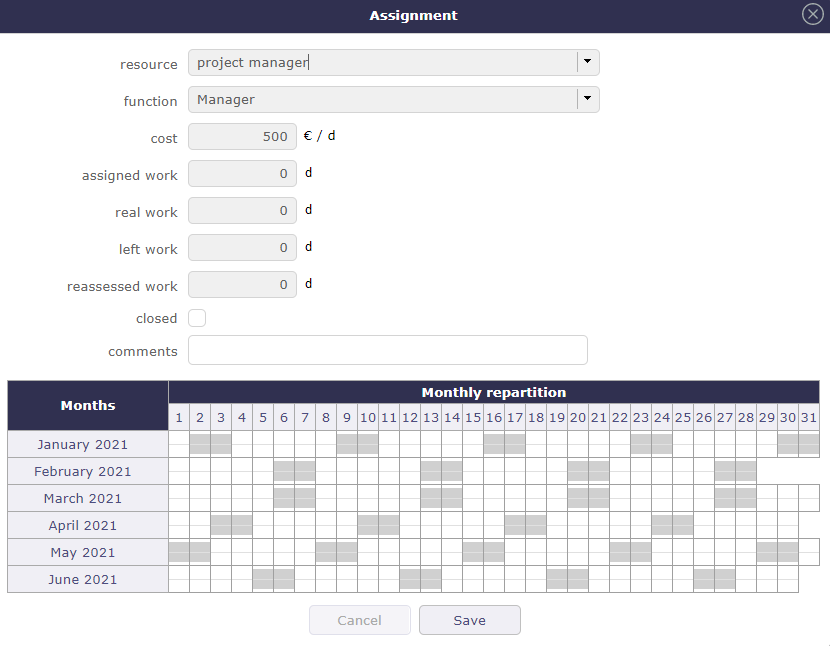 Assignment
resource project manager
function Manager
cost 500 € / d
assigned work 0 d
real work 0 d
left work 0 d
reassessed work 0 d
closed
comments
Months Monthly repartition
1 2 3 4 5 6 7 8 9 10 11 12 13 14 15 16 17 18 19 20 21 22 23 24 25 26 27 28 29 30 31
January 2021
February 2021
March 2021
April 2021
May 2021
June 2021
Cancel Save